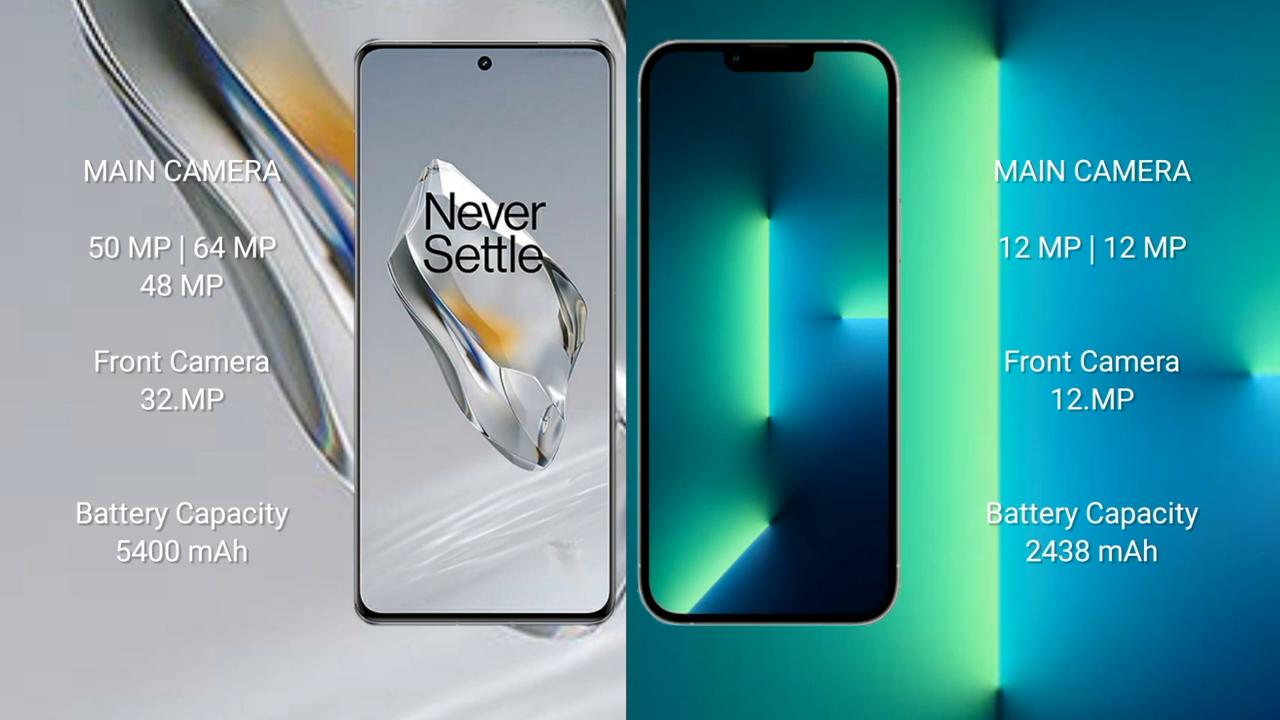 MAIN CAMERA
50 MP | 64 MP
48 MP
Front Camera
32.MP
Battery Capacity
5400 mAh
Never
Settle
MAIN CAMERA
12 MP | 12 MP
Front Camera
12.MP
Battery Capacity
2438 mAh